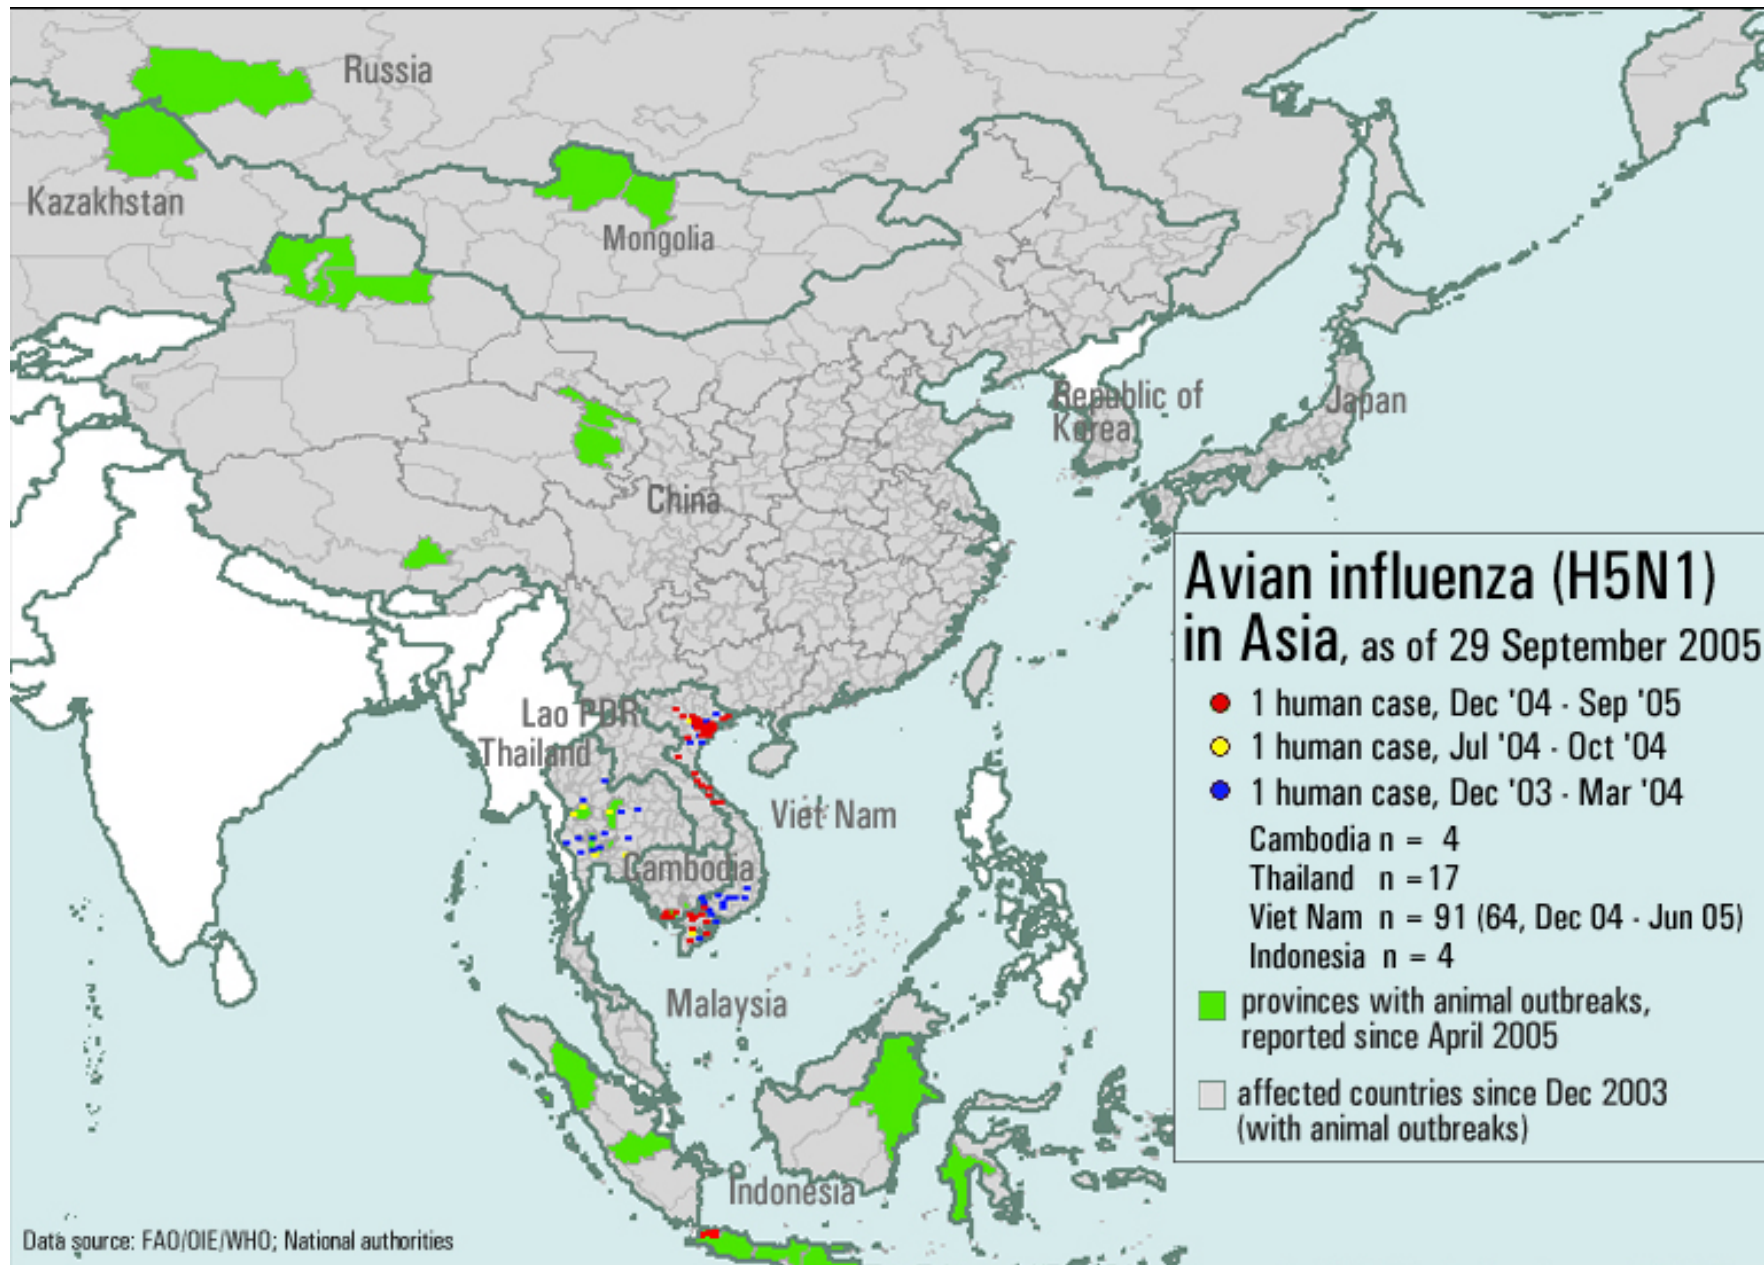 Russia
Kazakhstan
Mongolia
Republic of
Korea
Japan
China
Lao PDR
Thailand
Viet Nam
Cambodia
Malaysia
Indonesia
Avian influenza (H5N1)
in Asia, as of 29 September 2005
1 human case, Dec '04 - Sep '05
1 human case, Jul '04 - Oct '04
1 human case, Dec '03 - Mar '04
Cambodia n = 4
Thailand n = 17
Viet Nam n = 91 (64, Dec 04 - Jun 05)
Indonesia n = 4
provinces with animal outbreaks,
reported since April 2005
affected countries since Dec 2003
(with animal outbreaks)
Data source: FAO/OIE/WHO; National authorities